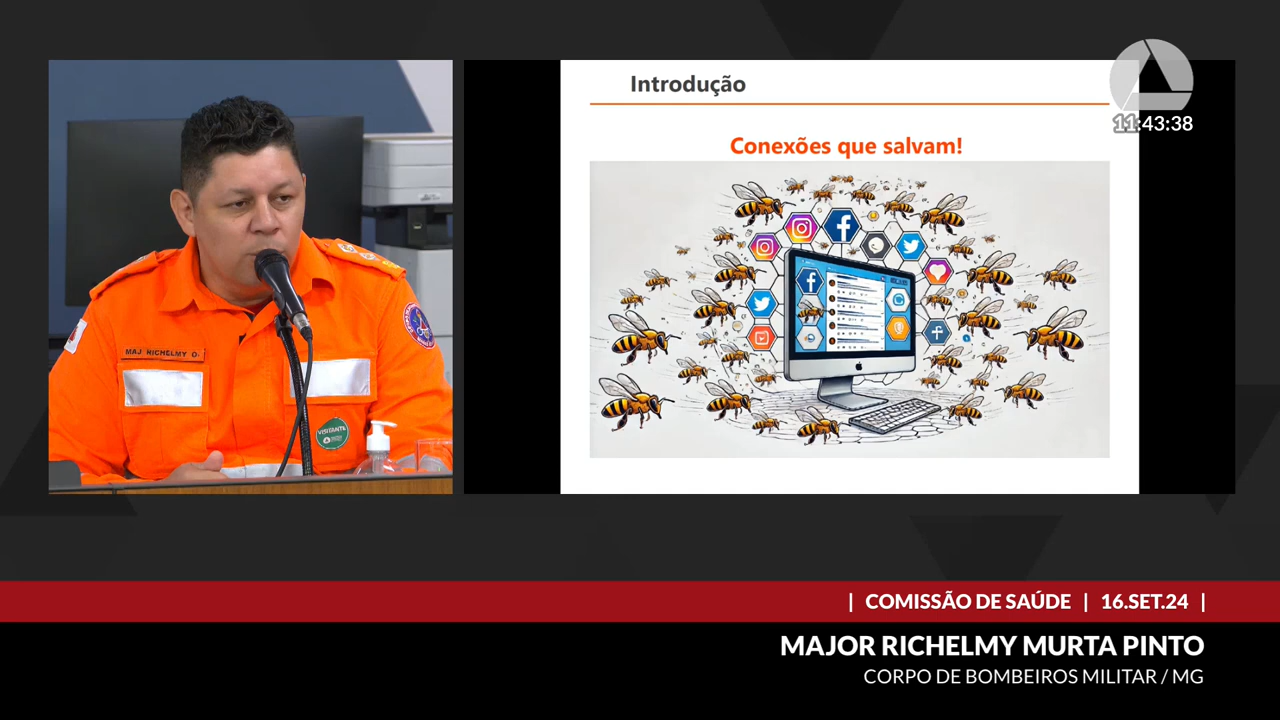 Introdução
11:43:38
Conexões que salvam!
MAJ RICHELMY O+
VISITANTE
| COMISSÃO DE SAÚDE | 16.SET.24 |
MAJOR RICHELMY MURTA PINTO
CORPO DE BOMBEIROS MILITAR / MG